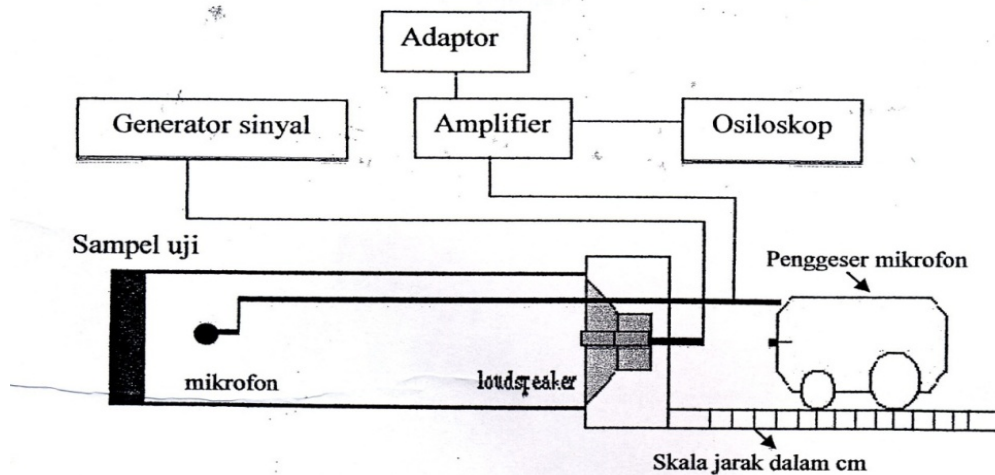 Adaptor
Generator sinyal
Amplifier
Osiloskop
Sampel uji
Penggeser mikrofon
mikrofon
loudspeaker
Skala jarak dalam cm